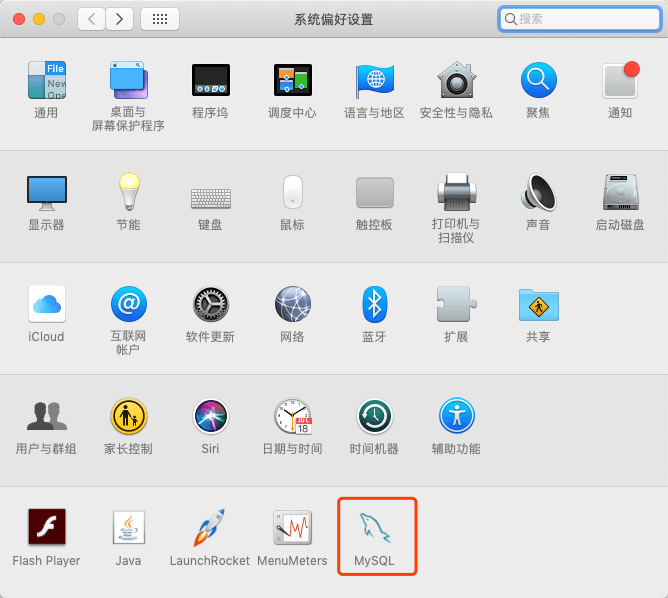 系统偏好设置
搜索
File
New
Ope
通用
桌面与
屏幕保护程序
程序坞
调度中心
语言与地区
安全性与隐私
聚焦
通知
显示器
节能
键盘
鼠标
触控板
打印机与
扫描仪
声音
启动磁盘
iCloud
互联网
帐户
软件更新
网络
蓝牙
扩展
共享
用户与群组
家长控制
Siri
JUL
18
日期与时间
时间机器
辅助功能
Flash Player
Java
LaunchRocket
MenuMeters
MySQL